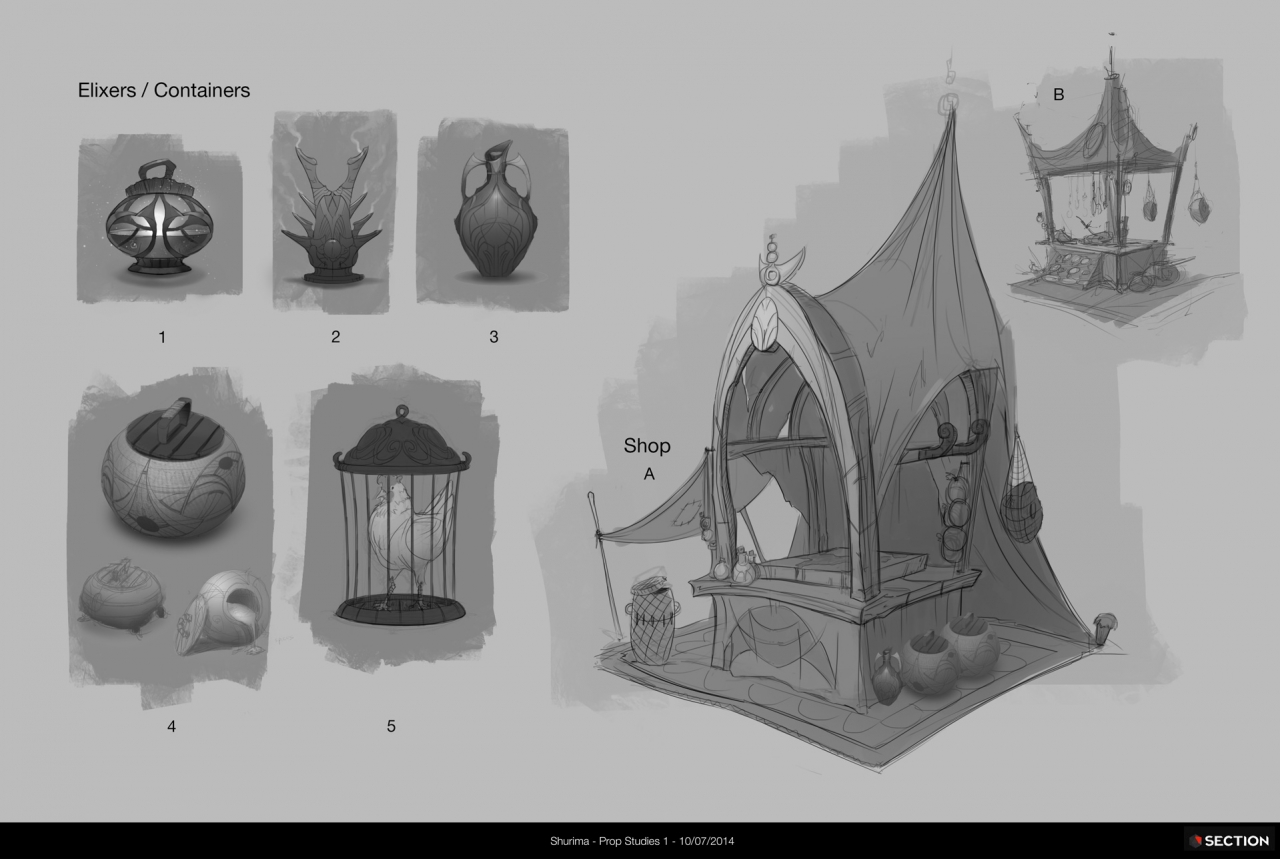 Elixers / Containers
1
2
3
4
5
Shop
A
B
Shurima - Prop Studies 1 - 10/07/2014
SECTION